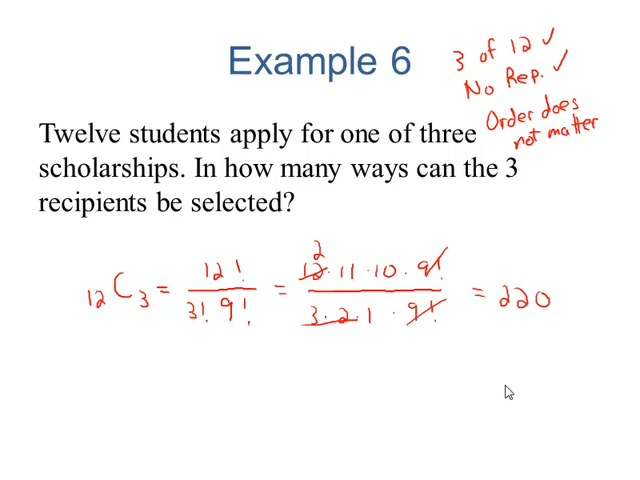 Example 6
3 of 12 ✓
No Rep. ✓
Order does
not matter
Twelve students apply for one of three
scholarships. In how many ways can the 3
recipients be selected?
₁₂C₃ = 12! / 3! 9! = 2 12 · 11 · 10 · 9! / 3 · 2 · 1 · 9! = 220